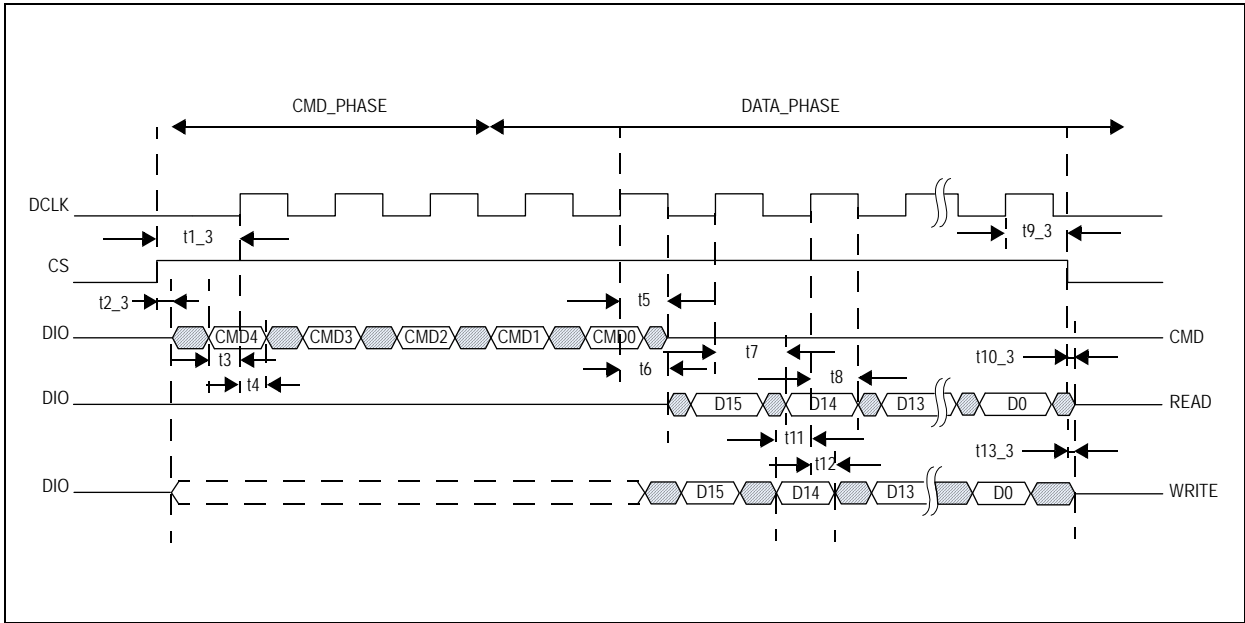 CMD_PHASE DATA_PHASE
DCLK
t1_3 t9_3
CS
t2_3 t5
DIO CMD4 CMD3 CMD2 CMD1 CMD0 CMD
t3 t6 t7 t10_3
t4 t8
DIO D15 D14 D13 D0 READ
t11 t13_3
t12
DIO D15 D14 D13 D0 WRITE